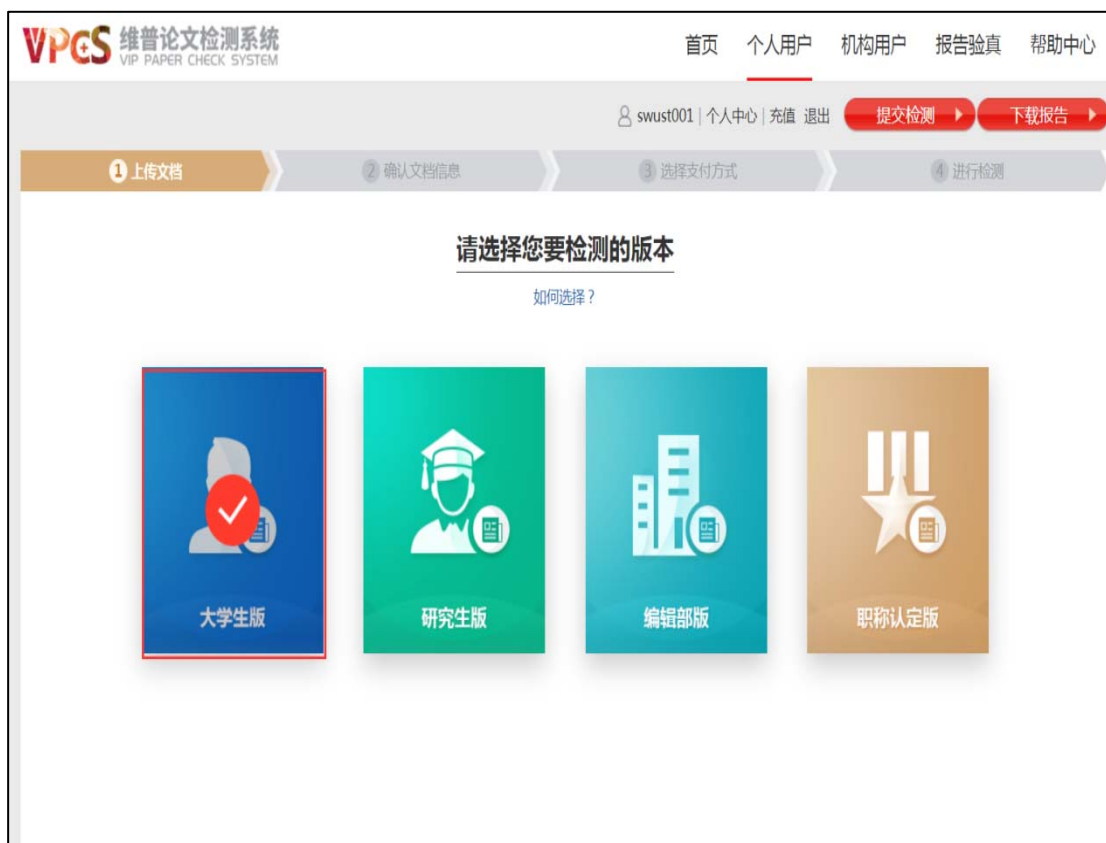 VPCS 维普论文检测系统
VIP PAPER CHECK SYSTEM
首页 个人用户 机构用户 报告验真 帮助中心
swust001 | 个人中心 | 充值 退出 提交检测 下载报告
1 上传文档 2 确认文档信息 3 选择支付方式 4 进行检测
请选择您要检测的版本
如何选择？
大学生版 研究生版 编辑部版 职称认定版